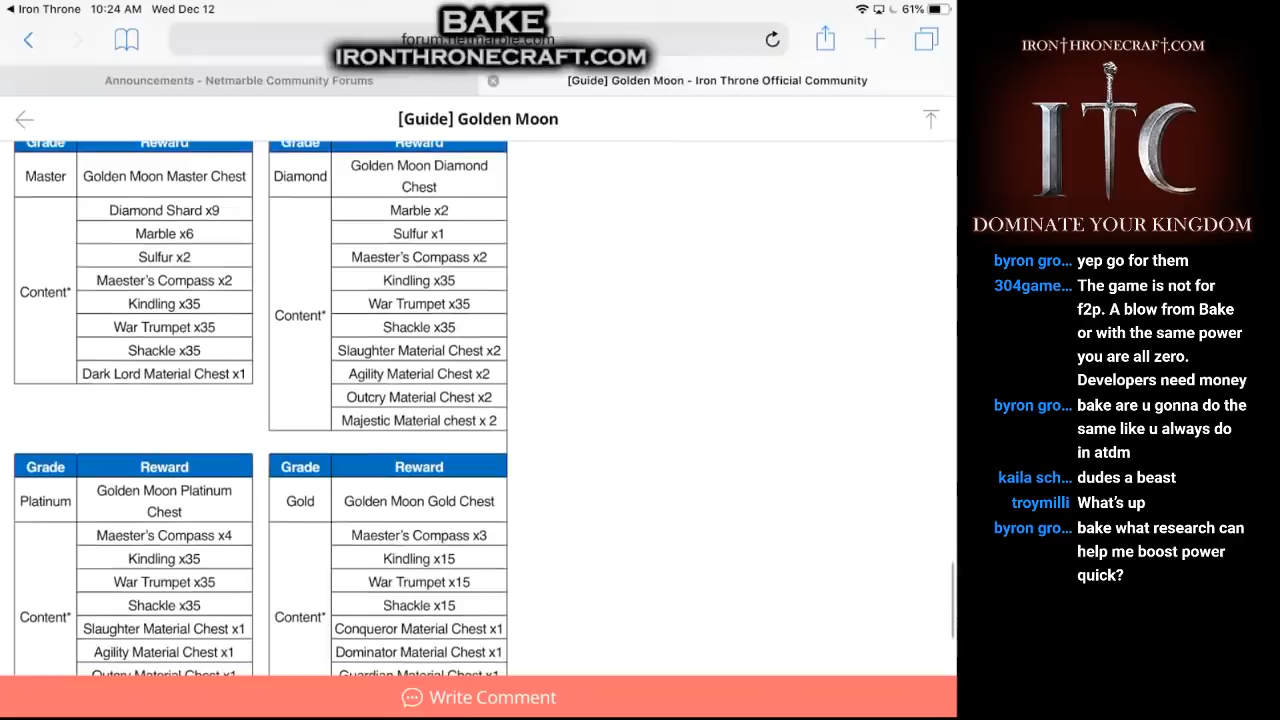 Iron Throne 10:24 AM Wed Dec 12
61%
BAKE
IRONTHRONECRAFT.COM
forum.netmarble.com
Announcements - Netmarble Community Forums
[Guide] Golden Moon - Iron Throne Official Community
[Guide] Golden Moon
Grade Reward
Master Golden Moon Master Chest
Content*
Diamond Shard x9
Marble x6
Sulfur x2
Maester's Compass x2
Kindling x35
War Trumpet x35
Shackle x35
Dark Lord Material Chest x1
Grade Reward
Diamond
Golden Moon Diamond
Chest
Content*
Marble x2
Sulfur x1
Maester's Compass x2
Kindling x35
War Trumpet x35
Shackle x35
Slaughter Material Chest x2
Agility Material Chest x2
Outcry Material Chest x2
Majestic Material chest x 2
Grade Reward
Platinum
Golden Moon Platinum
Chest
Content*
Maester's Compass x4
Kindling x35
War Trumpet x35
Shackle x35
Slaughter Material Chest x1
Agility Material Chest x1
Outcry Material Chest x1
Grade Reward
Gold Golden Moon Gold Chest
Content*
Maester's Compass x3
Kindling x15
War Trumpet x15
Shackle x15
Conqueror Material Chest x1
Dominator Material Chest x1
Guardian Material Chest x1
Write Comment
IRON†HRONECRAF†.COM
ITC
DOMINATE YOUR KINGDOM
byron gro... yep go for them
304game... The game is not for
f2p. A blow from Bake
or with the same power
you are all zero.
Developers need money
byron gro... bake are u gonna do the
same like u always do
in atdm
kaila sch... dudes a beast
troymilli What's up
byron gro... bake what research can
help me boost power
quick?